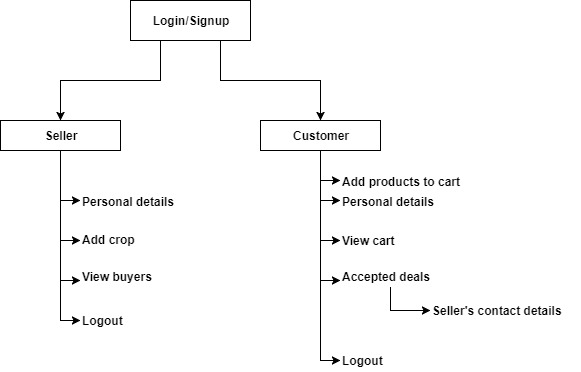 Login/Signup
Seller
Customer
Personal details
Add crop
View buyers
Logout
Add products to cart
Personal details
View cart
Accepted deals
Seller's contact details
Logout